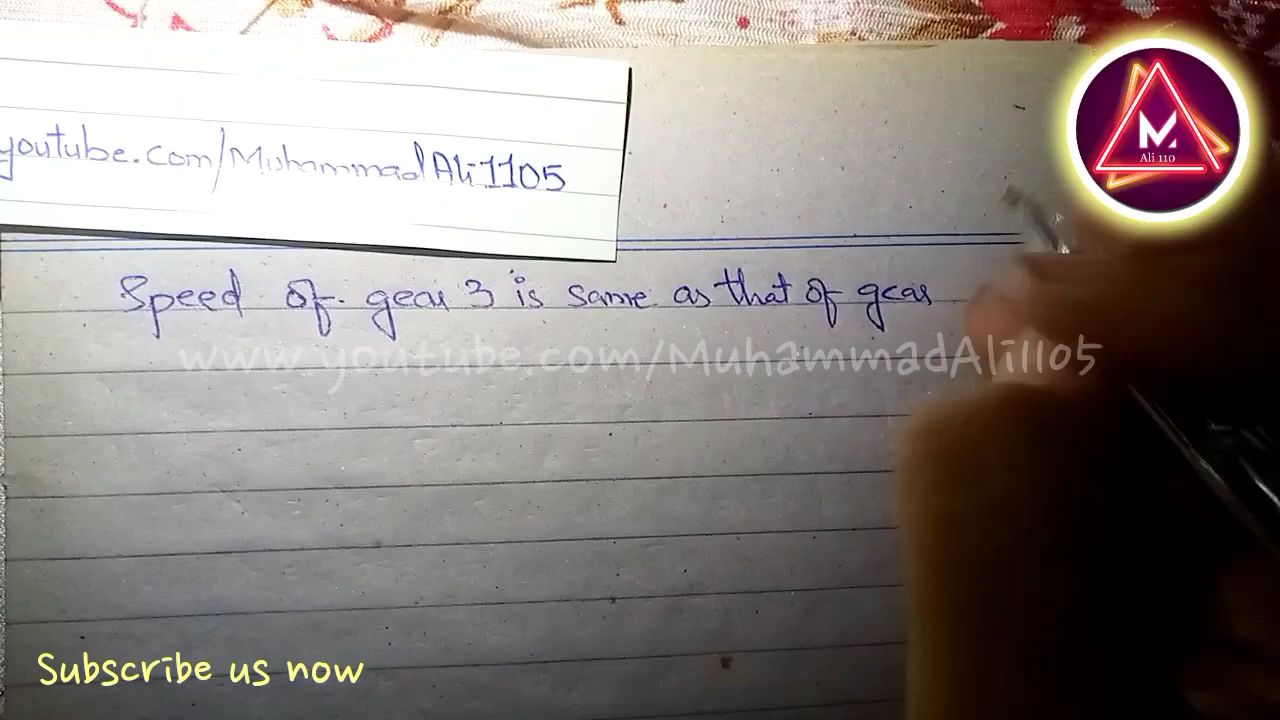 M
Ali 110
youtube.com/MuhammadAli1105
Speed of gear 3 is same as that of gear
www.youtube.com/MuhammadAli1105
Subscribe us now